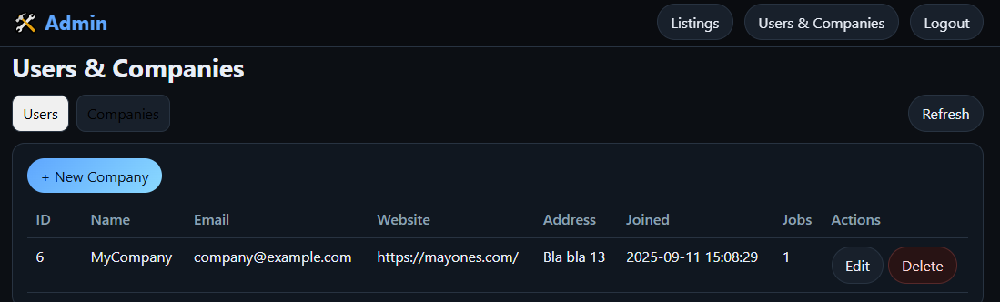 🛠️ Admin Listings Users & Companies Logout
Users & Companies
Users Companies Refresh
+ New Company
ID Name Email Website Address Joined Jobs Actions
6 MyCompany company@example.com https://mayones.com/ Bla bla 13 2025-09-11 15:08:29 1 Edit Delete